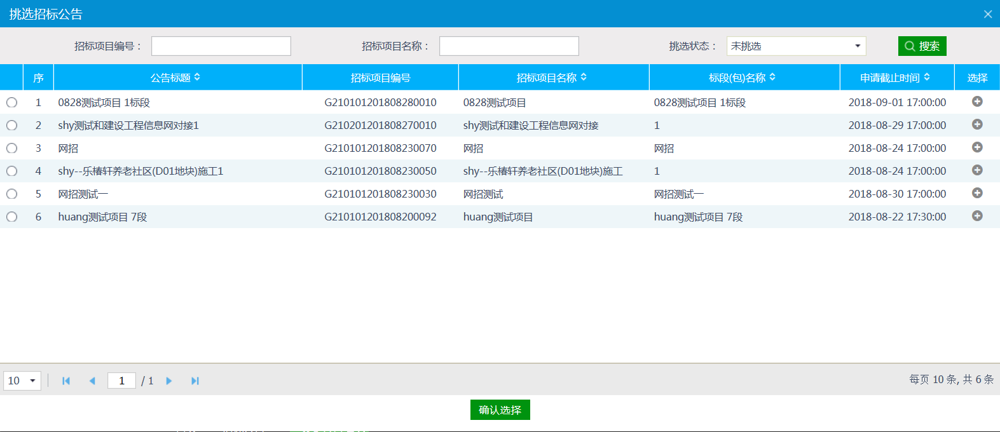 挑选招标公告
招标项目编号： 招标项目名称： 挑选状态： 未挑选 搜索
序 公告标题 招标项目编号 招标项目名称 标段(包)名称 申请截止时间 选择
1 0828测试项目 1标段 G210101201808280010 0828测试项目 0828测试项目 1标段 2018-09-01 17:00:00
2 shy测试和建设工程信息网对接1 G210201201808270010 shy测试和建设工程信息网对接 1 2018-08-29 17:00:00
3 网招 G210101201808230070 网招 网招 2018-08-24 17:00:00
4 shy--乐椿轩养老社区(D01地块)施工1 G210101201808230050 shy--乐椿轩养老社区(D01地块)施工 1 2018-08-24 17:00:00
5 网招测试一 G210101201808230030 网招测试 网招测试一 2018-08-30 17:00:00
6 huang测试项目 7段 G210101201808200092 huang测试项目 huang测试项目 7段 2018-08-22 17:30:00
10 1 / 1 每页 10 条, 共 6 条
确认选择